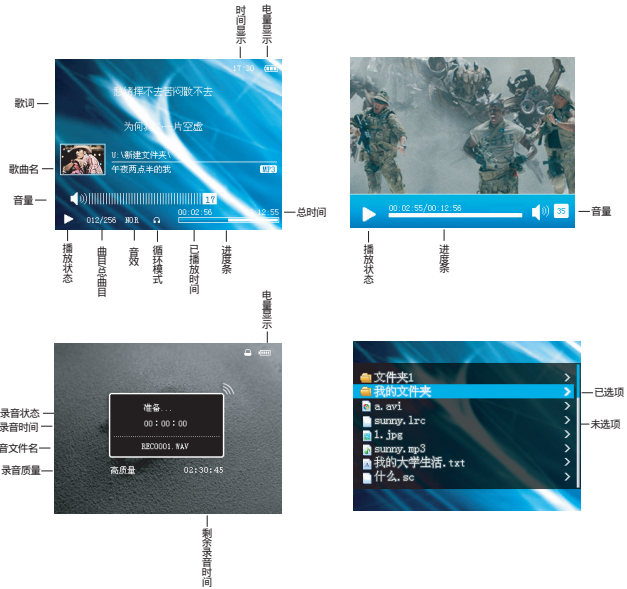 时间显示
电量显示
17:30
歌词
为何
片空虚
歌曲名
U:\新建文件夹\
午夜两点半的我
MP3
音量
17
012/256
NOR
00:02:56
12:55
总时间
播放状态
曲目/总曲目
音效
循环模式
已播放时间
进度条
00:02:55/00:12:56
35
音量
播放状态
进度条
电量显示
录音状态
准备...
录音时间
00:00:00
音文件名
REC0001.WAV
录音质量
高质量
02:30:45
剩余录音时间
文件夹1
我的文件夹
已选项
a.avi
sunny.lrc
未选项
1.jpg
sunny.mp3
我的大学生活.txt
什么.sc